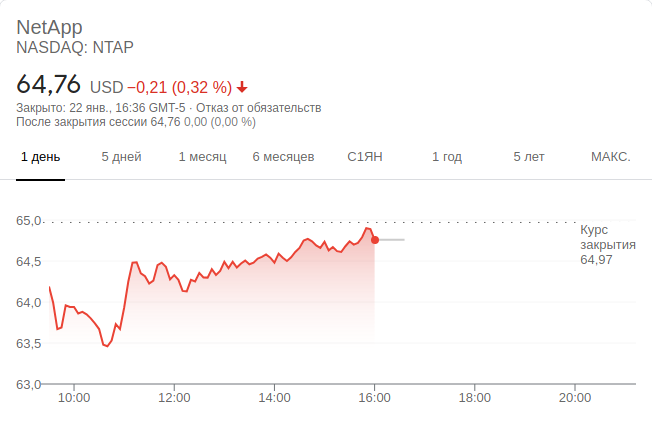 NetApp
NASDAQ: NTAP
64,76 USD −0,21 (0,32 %)
Закрыто: 22 янв., 16:36 GMT-5 · Отказ от обязательств
После закрытия сессии 64,76 0,00 (0,00 %)
1 день 5 дней 1 месяц 6 месяцев С1ЯН 1 год 5 лет МАКС.
65,0
Курс
закрытия
64,97
64,5
64,0
63,5
63,0
10:00 12:00 14:00 16:00 18:00 20:00